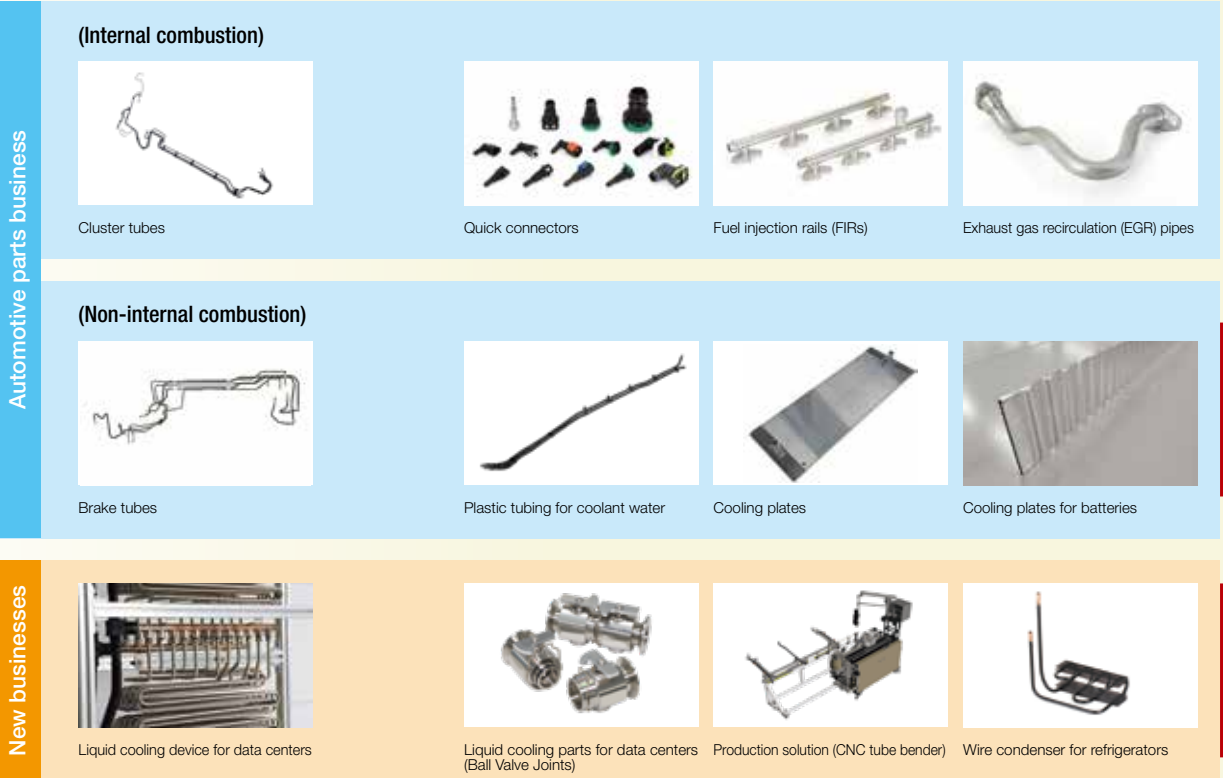 Automotive parts business
(Internal combustion)
Cluster tubes
Quick connectors
Fuel injection rails (FIRs)
Exhaust gas recirculation (EGR) pipes
(Non-internal combustion)
Brake tubes
Plastic tubing for coolant water
Cooling plates
Cooling plates for batteries
New businesses
Liquid cooling device for data centers
Liquid cooling parts for data centers
(Ball Valve Joints)
Production solution (CNC tube bender)
Wire condenser for refrigerators